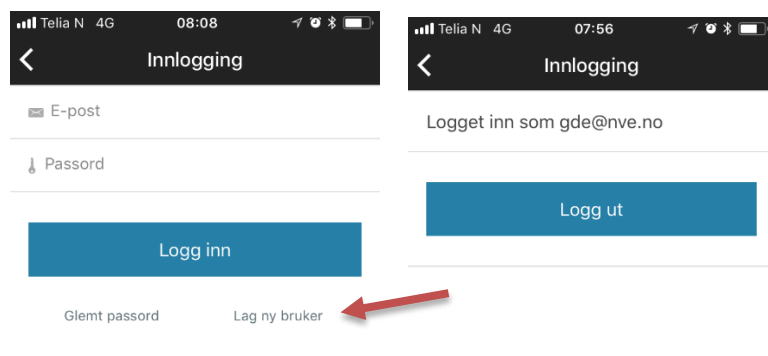 Telia N 4G 08:08
Innlogging
E-post
Passord
Logg inn
Glemt passord Lag ny bruker
Telia N 4G 07:56
Innlogging
Logget inn som gde@nve.no
Logg ut